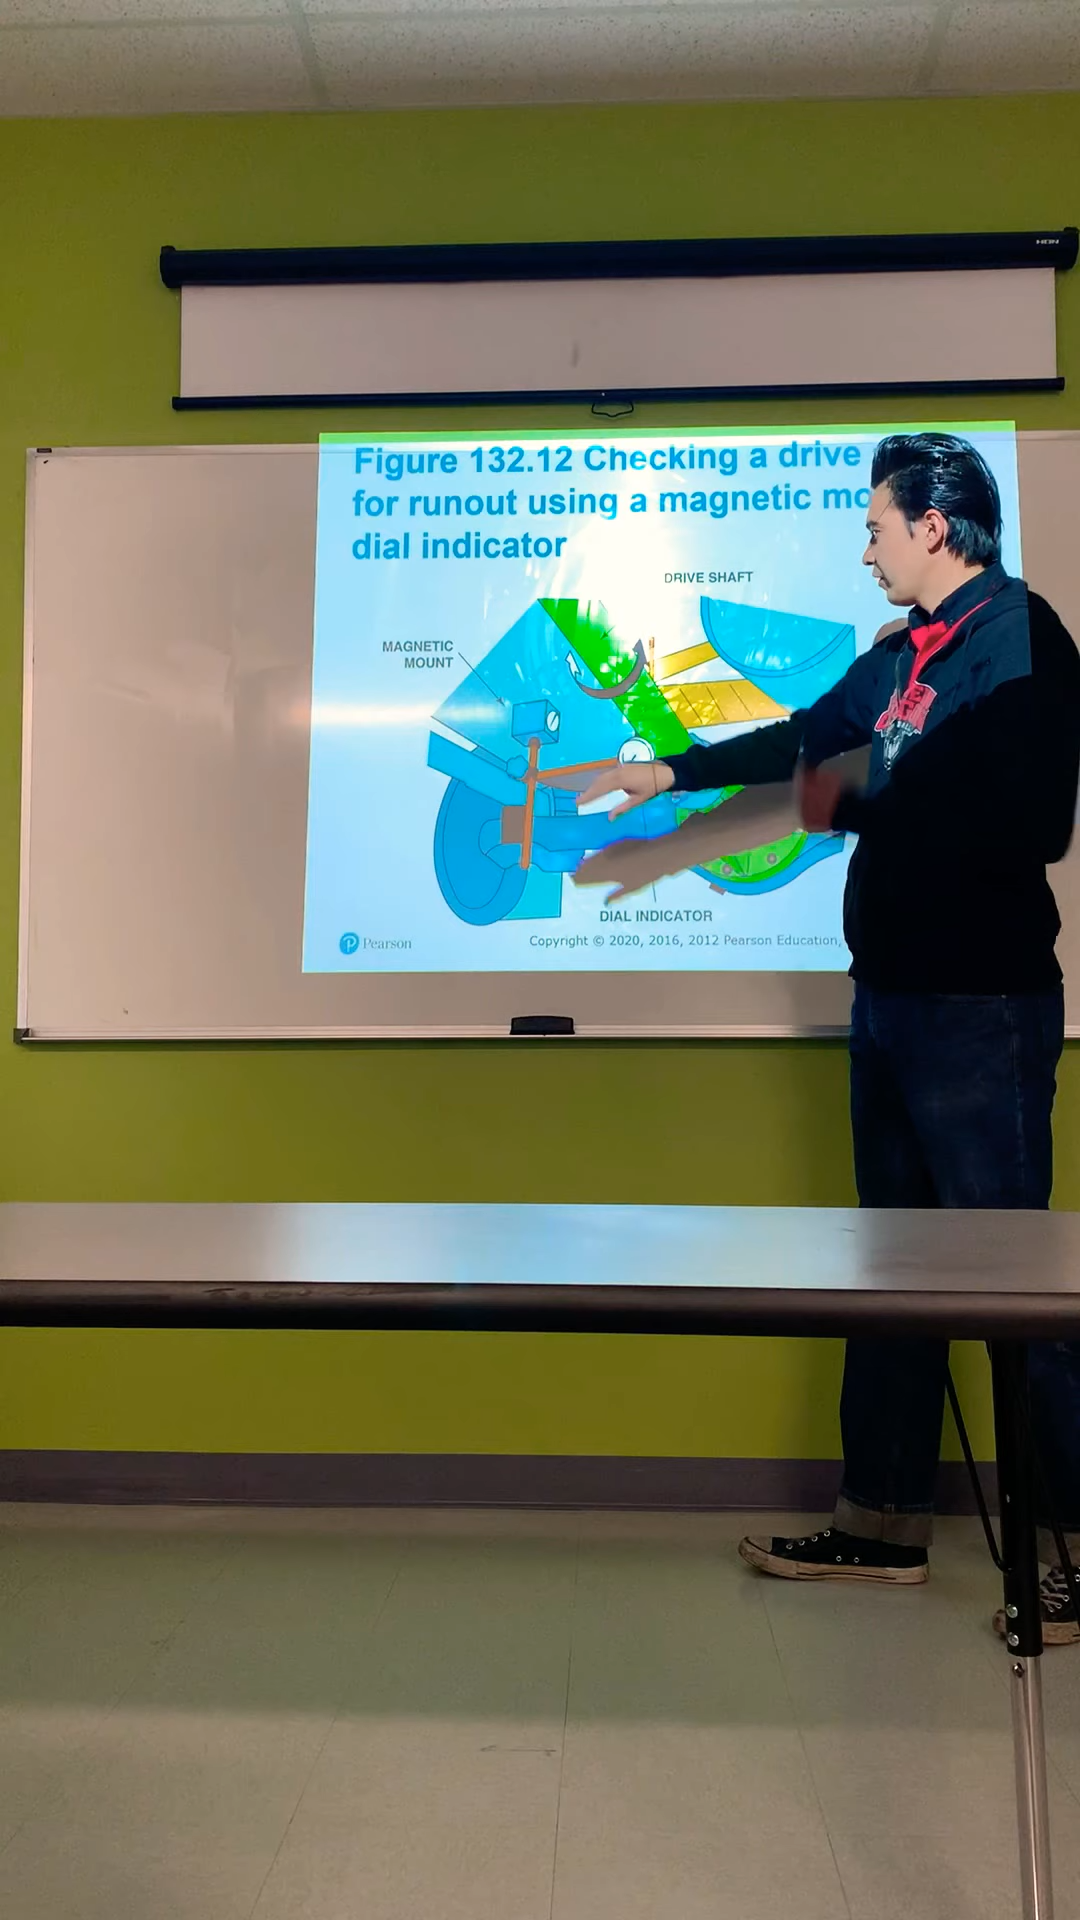 Figure 132.12 Checking a drive
for runout using a magnetic mo
dial indicator
DRIVE SHAFT
MAGNETIC
MOUNT
DIAL INDICATOR
Pearson
Copyright © 2020, 2016, 2012 Pearson Education,